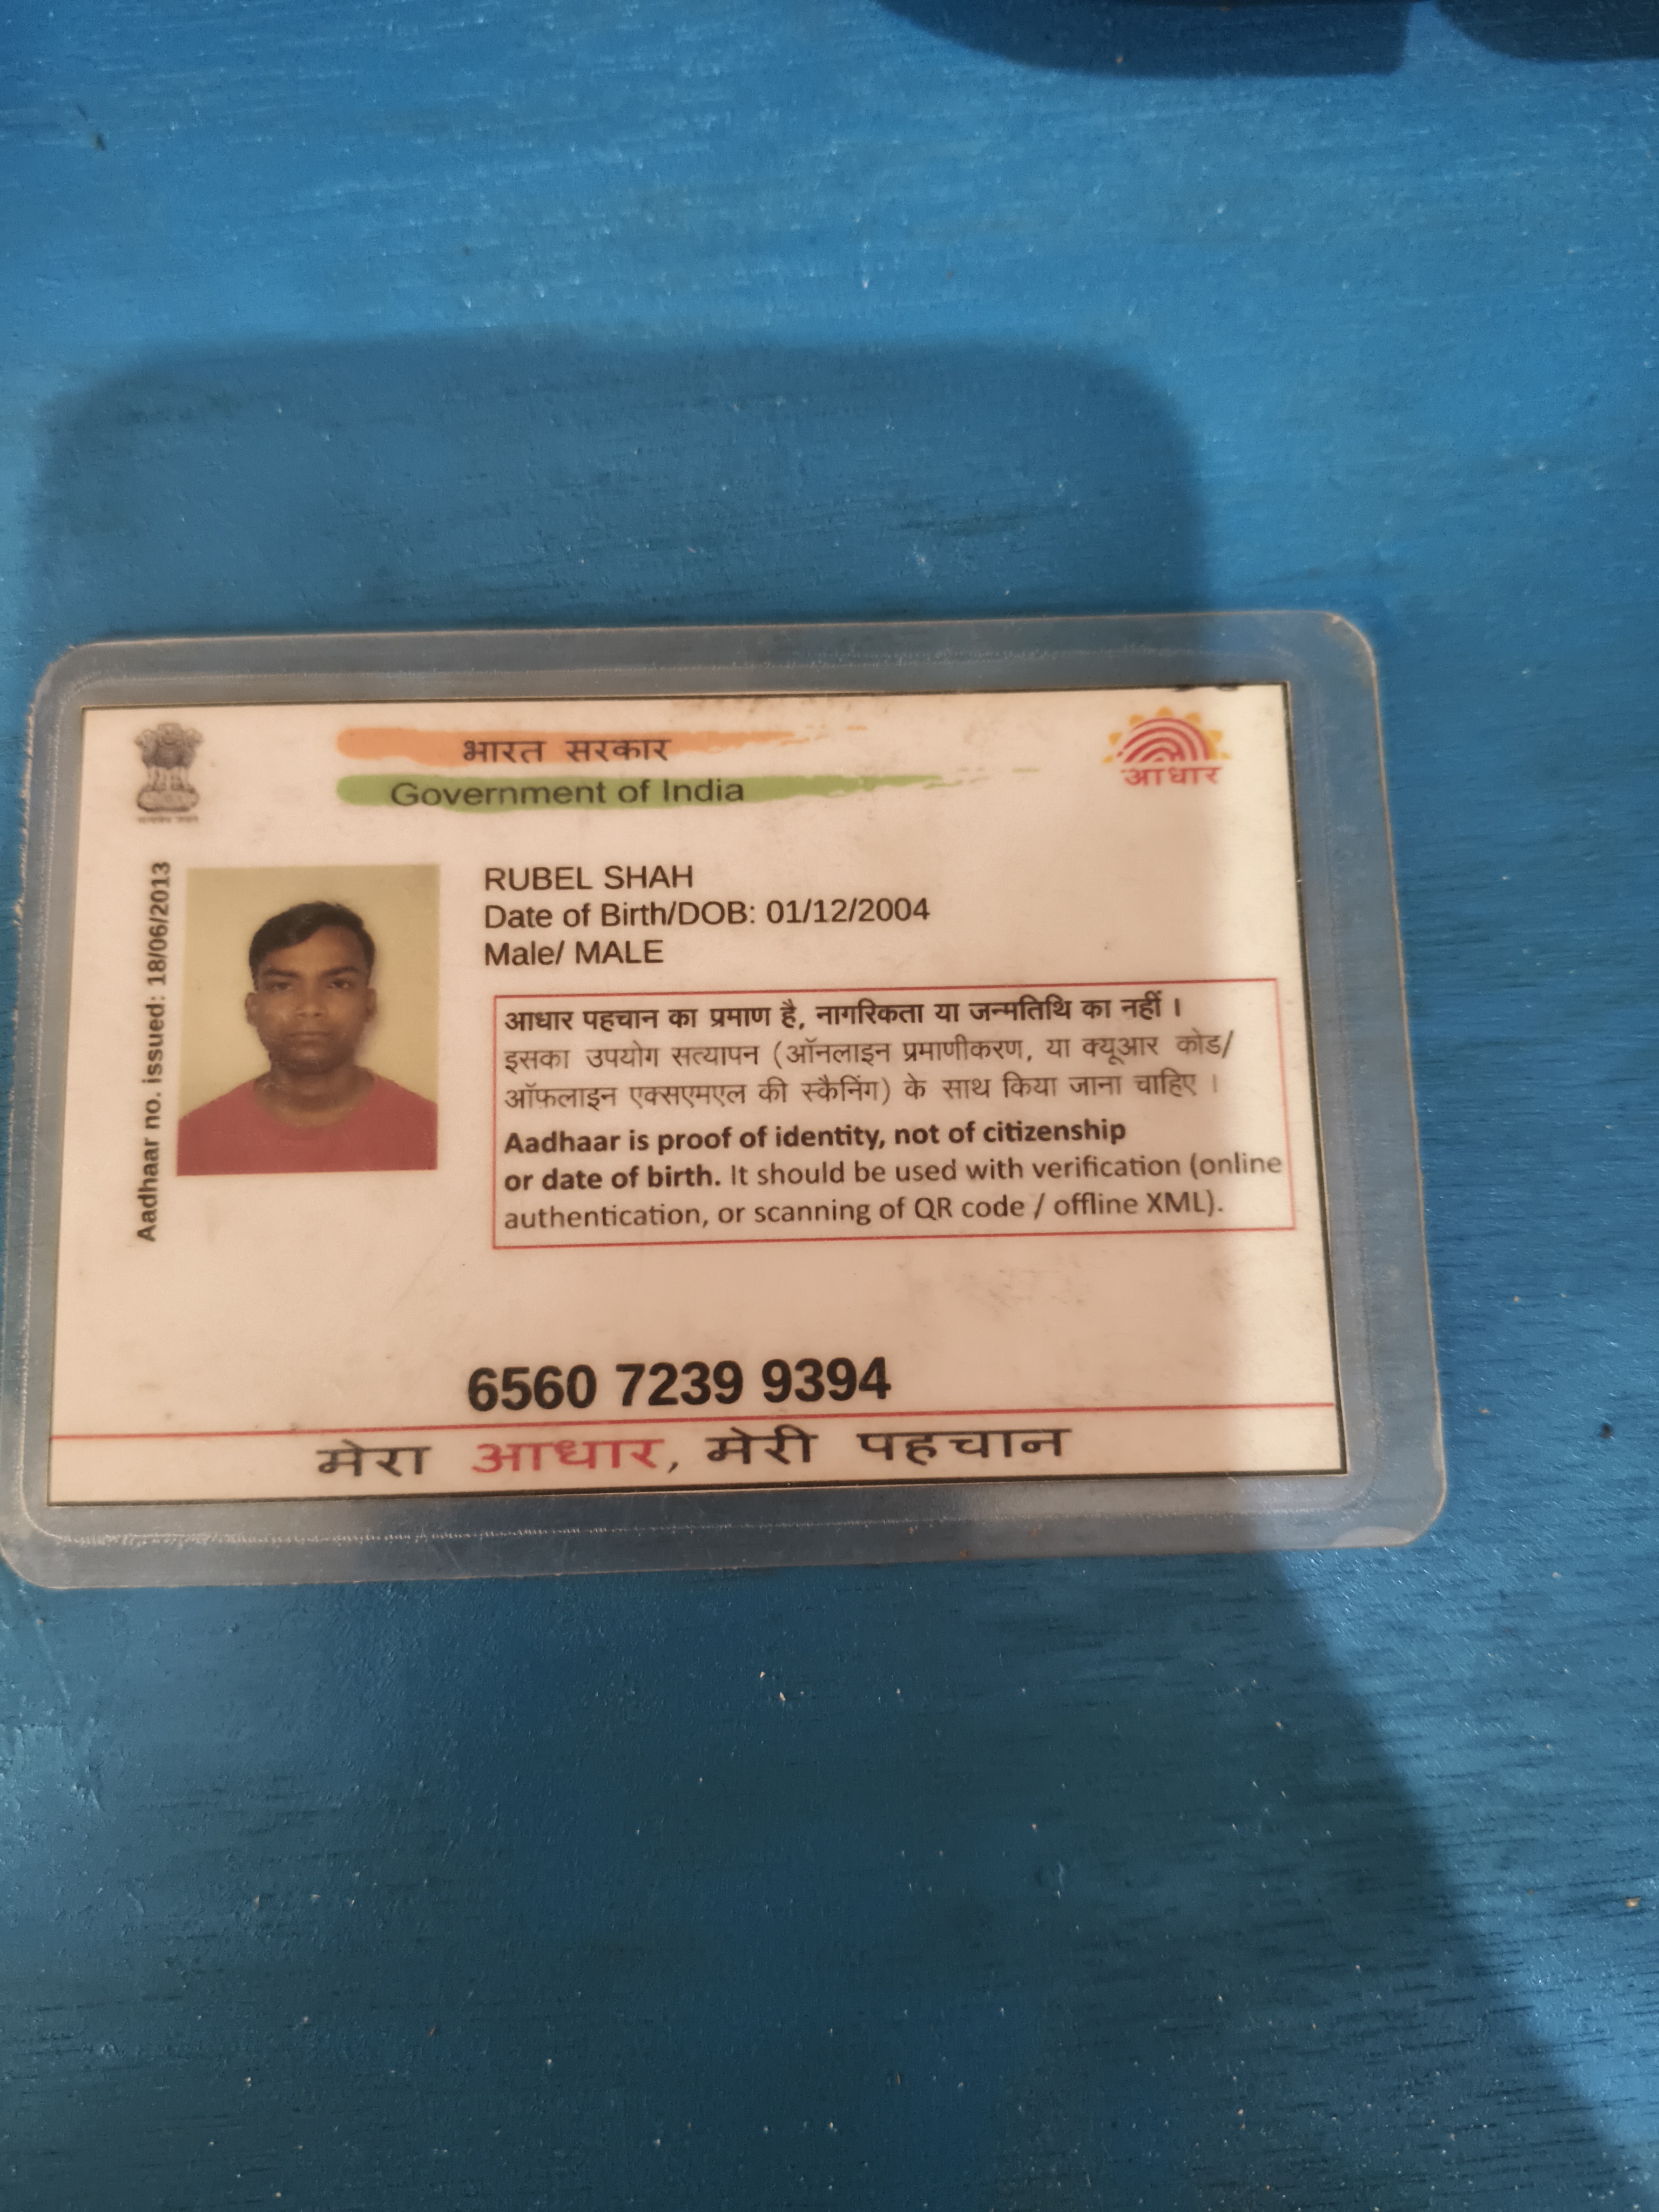 भारत सरकार
Government of India
आधार
Aadhaar no. issued: 18/06/2013
RUBEL SHAH
Date of Birth/DOB: 01/12/2004
Male/ MALE
आधार पहचान का प्रमाण है, नागरिकता या जन्मतिथि का नहीं ।
इसका उपयोग सत्यापन (ऑनलाइन प्रमाणीकरण, या क्यूआर कोड/
ऑफ़लाइन एक्सएमएल की स्कैनिंग) के साथ किया जाना चाहिए ।
Aadhaar is proof of identity, not of citizenship
or date of birth. It should be used with verification (online
authentication, or scanning of QR code / offline XML).
6560 7239 9394
मेरा आधार, मेरी पहचान